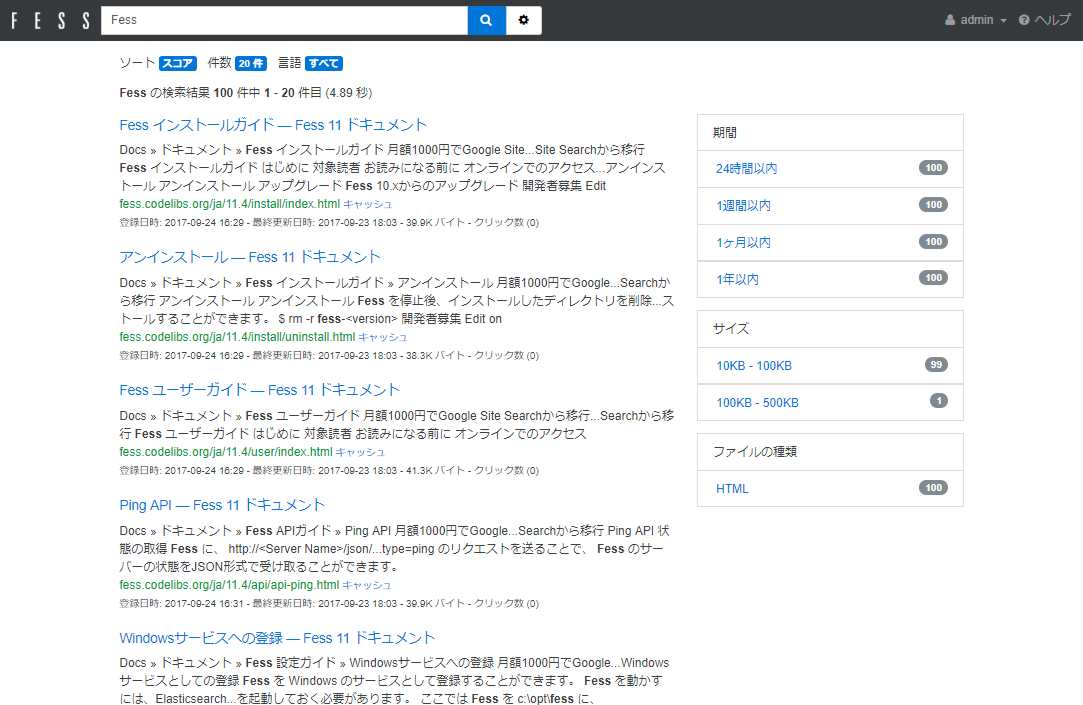 FESS Fess admin ヘルプ
ソート スコア 件数 20 件 言語 すべて
Fess の検索結果 100 件中 1 - 20 件目 (4.89 秒)
Fess インストールガイド — Fess 11 ドキュメント
Docs » ドキュメント » Fess インストールガイド 月額1000円でGoogle Site...Site Searchから移行
Fess インストールガイド はじめに 対象読者 お読みになる前に オンラインでのアクセス...アンインス
トール アンインストール アップグレード Fess 10.xからのアップグレード 開発者募集 Edit
fess.codelibs.org/ja/11.4/install/index.html キャッシュ
登録日時: 2017-09-24 16:29 - 最終更新日時: 2017-09-23 18:03 - 39.9K バイト - クリック数 (0)
アンインストール — Fess 11 ドキュメント
Docs » ドキュメント » Fess インストールガイド » アンインストール 月額1000円でGoogle...Searchか
ら移行 アンインストール アンインストール Fess を停止後、インストールしたディレクトリを削除...ス
トールすることができます。 $ rm -r fess-<version> 開発者募集 Edit on
fess.codelibs.org/ja/11.4/install/uninstall.html キャッシュ
登録日時: 2017-09-24 16:29 - 最終更新日時: 2017-09-23 18:03 - 38.3K バイト - クリック数 (0)
Fess ユーザーガイド — Fess 11 ドキュメント
Docs » ドキュメント » Fess ユーザーガイド 月額1000円でGoogle Site Searchから移行...Searchから移
行 Fess ユーザーガイド はじめに 対象読者 お読みになる前に オンラインでのアクセス
fess.codelibs.org/ja/11.4/user/index.html キャッシュ
登録日時: 2017-09-24 16:29 - 最終更新日時: 2017-09-23 18:03 - 41.3K バイト - クリック数 (0)
Ping API — Fess 11 ドキュメント
Docs » ドキュメント » Fess APIガイド » Ping API 月額1000円でGoogle...Searchから移行 Ping API 状
態の取得 Fess に、 http://<Server Name>/json/...type=ping のリクエストを送ることで、 Fess のサー
バーの状態をJSON形式で受け取ることができます。
fess.codelibs.org/ja/11.4/api/api-ping.html キャッシュ
登録日時: 2017-09-24 16:31 - 最終更新日時: 2017-09-23 18:03 - 39.9K バイト - クリック数 (0)
Windowsサービスへの登録 — Fess 11 ドキュメント
Docs » ドキュメント » Fess 設定ガイド » Windowsサービスへの登録 月額1000円でGoogle...Windows
サービスとしての登録 Fess を Windows のサービスとして登録することができます。 Fess を動かす
には、Elasticsearch...を起動しておく必要があります。 ここでは Fess を c:\opt\fess に、
期間
24時間以内 100
1週間以内 100
1ヶ月以内 100
1年以内 100
サイズ
10KB - 100KB 99
100KB - 500KB 1
ファイルの種類
HTML 100